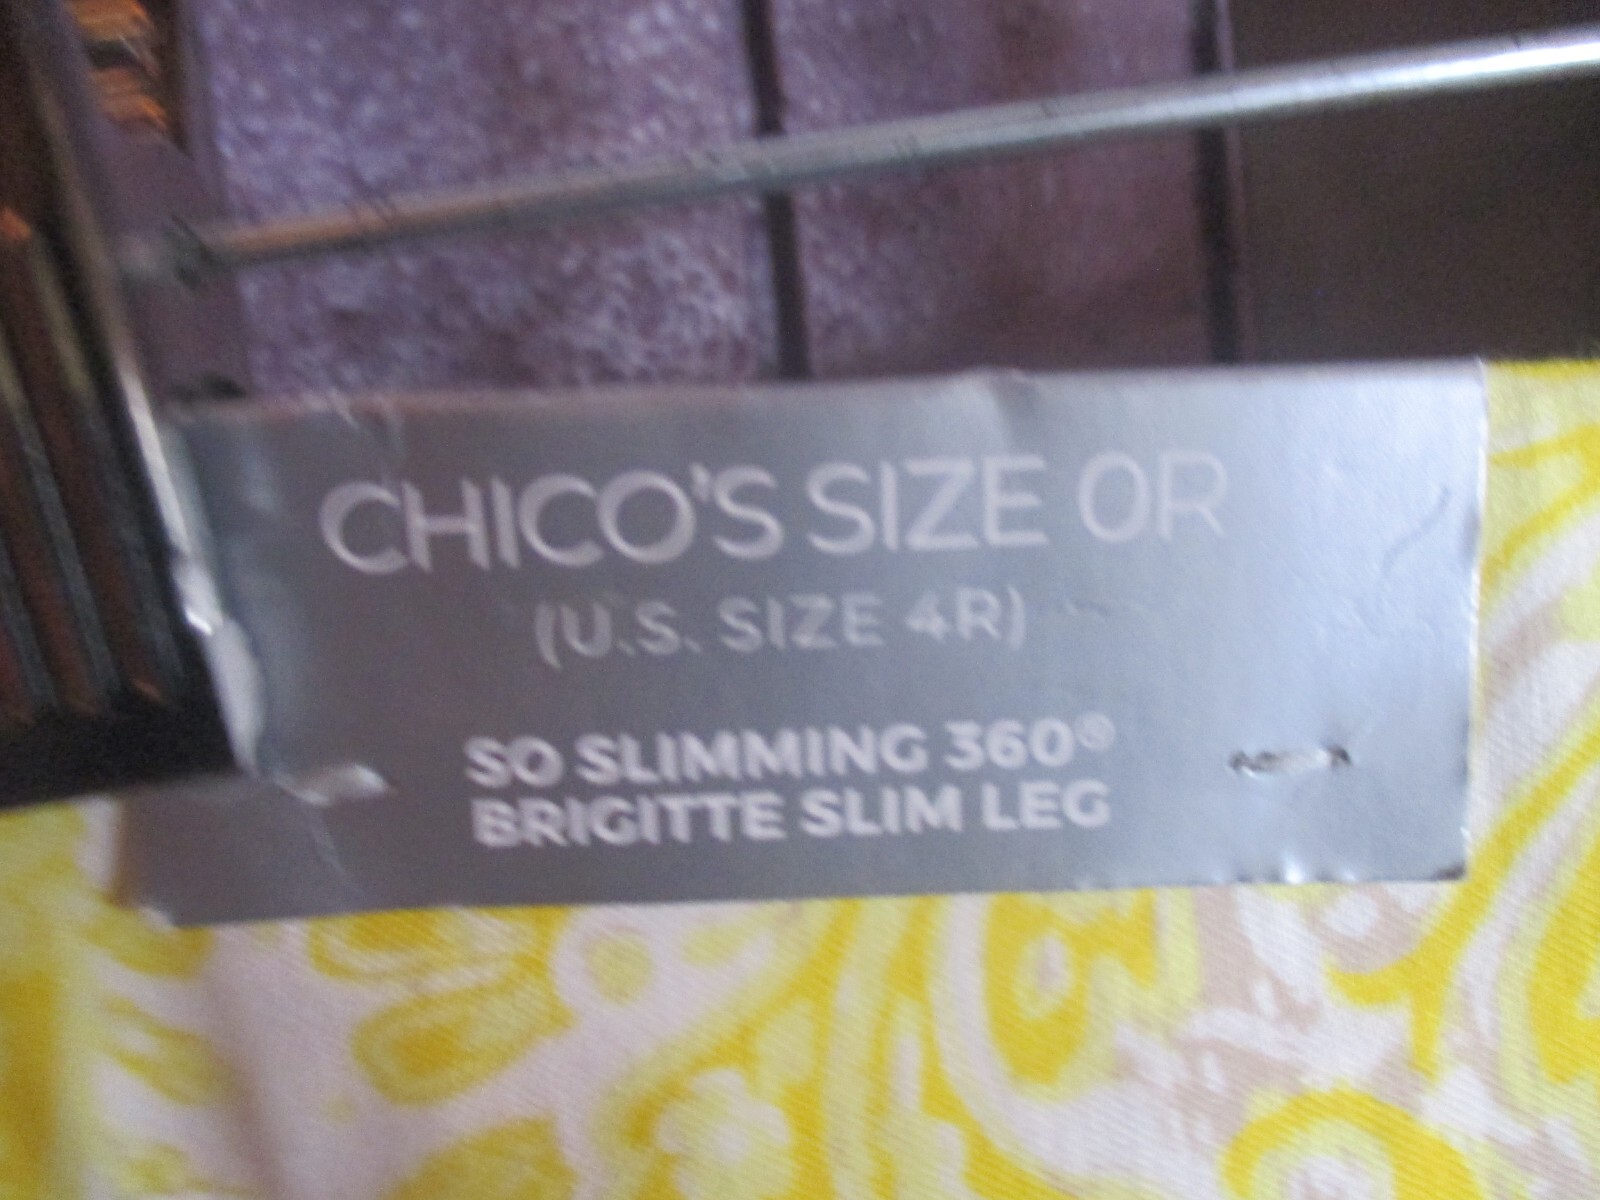 CHICO'S SIZE 0R
(U.S. SIZE 4R)
SO SLIMMING 360®
BRIGITTE SLIM LEG